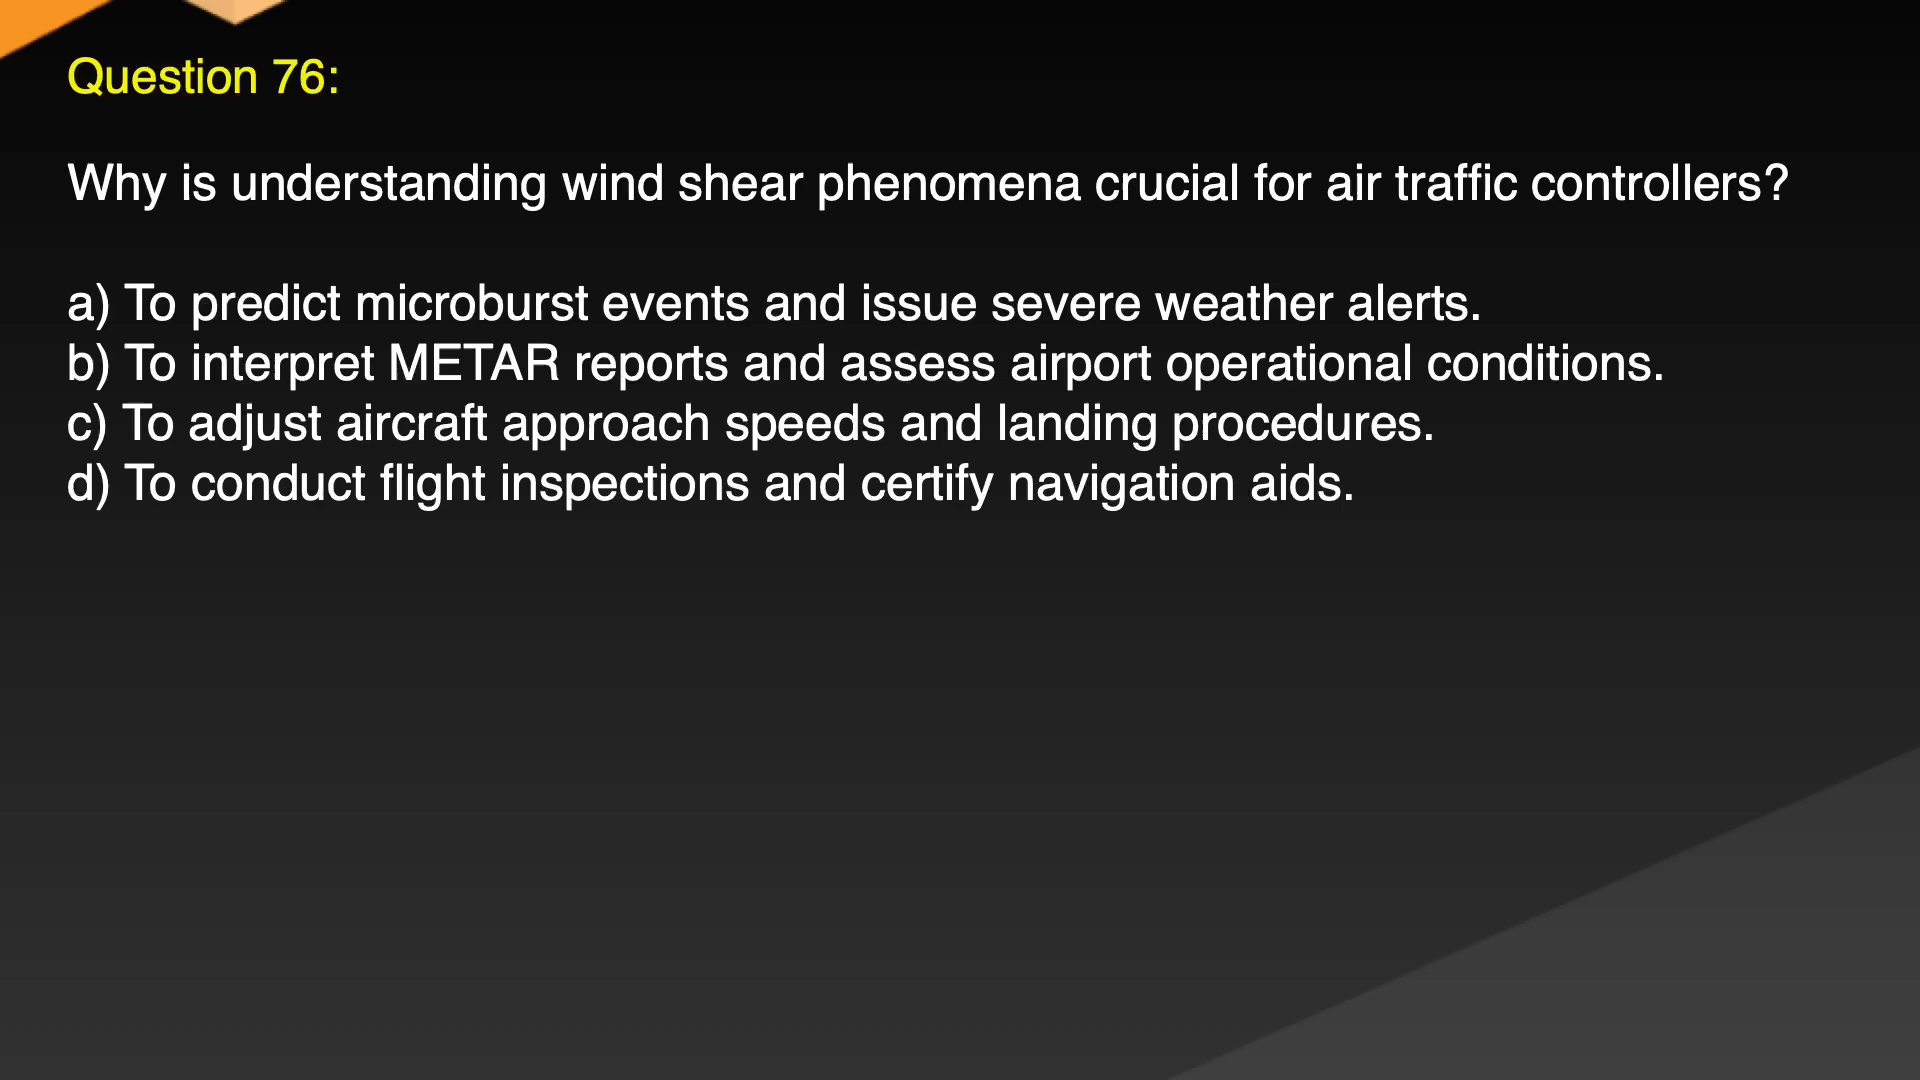 Question 76:
Why is understanding wind shear phenomena crucial for air traffic controllers?
a) To predict microburst events and issue severe weather alerts.
b) To interpret METAR reports and assess airport operational conditions.
c) To adjust aircraft approach speeds and landing procedures.
d) To conduct flight inspections and certify navigation aids.